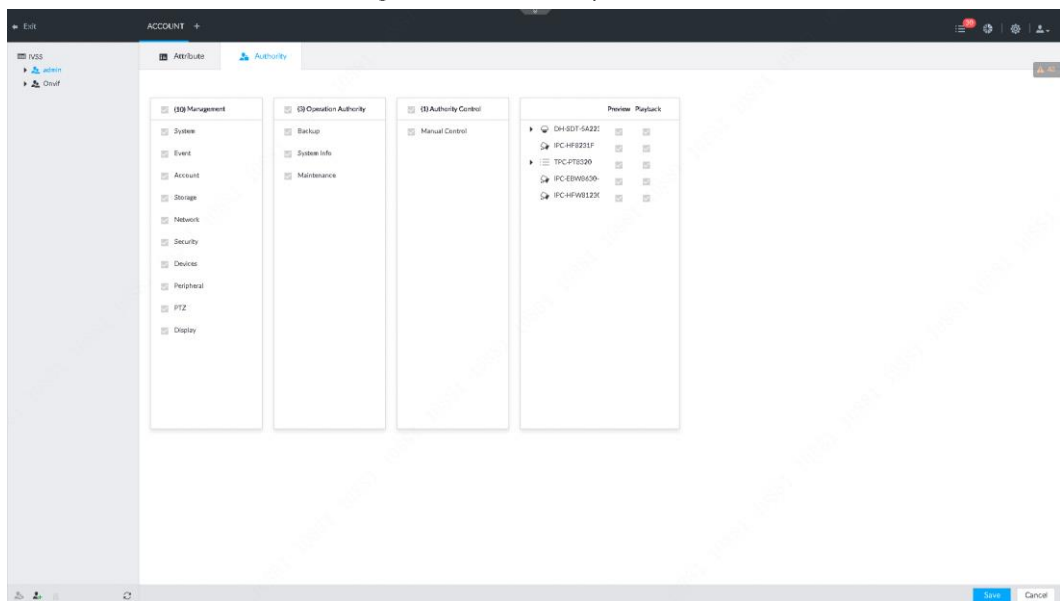 Exit
ACCOUNT +
20
IVSS
admin
Onvif
Attribute
Authority
(10) Management
System
Event
Account
Storage
Network
Security
Devices
Peripheral
PTZ
Display
(3) Operation Authority
Backup
System Info
Maintenance
(1) Authority Control
Manual Control
Preview Playback
DH-SDT-5A22
IPC-HF8231F
TPC-PT8320
IPC-EBW8630-
IPC-HFW8123
Save
Cancel